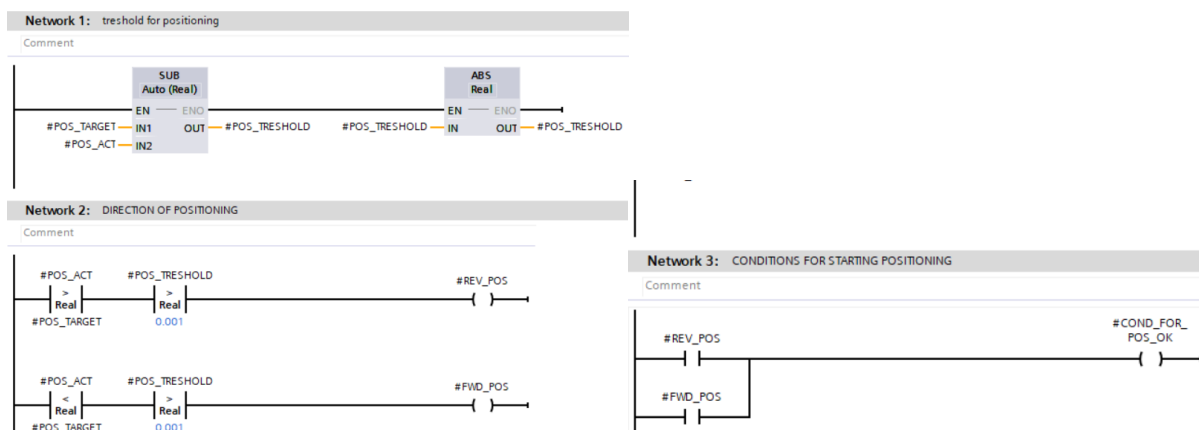 Network 1: treshold for positioning
Comment
SUB
Auto (Real)
ABS
Real
EN ENO
EN ENO
#POS_TARGET IN1 OUT #POS_TRESHOLD
#POS_TRESHOLD IN OUT #POS_TRESHOLD
#POS_ACT IN2
Network 2: DIRECTION OF POSITIONING
Comment
#POS_ACT #POS_TRESHOLD #REV_POS
> >
Real Real
#POS_TARGET 0.001
#POS_ACT #POS_TRESHOLD #FWD_POS
< >
Real Real
#POS_TARGET 0.001
Network 3: CONDITIONS FOR STARTING POSITIONING
Comment
#REV_POS
#COND_FOR_
POS_OK
#FWD_POS